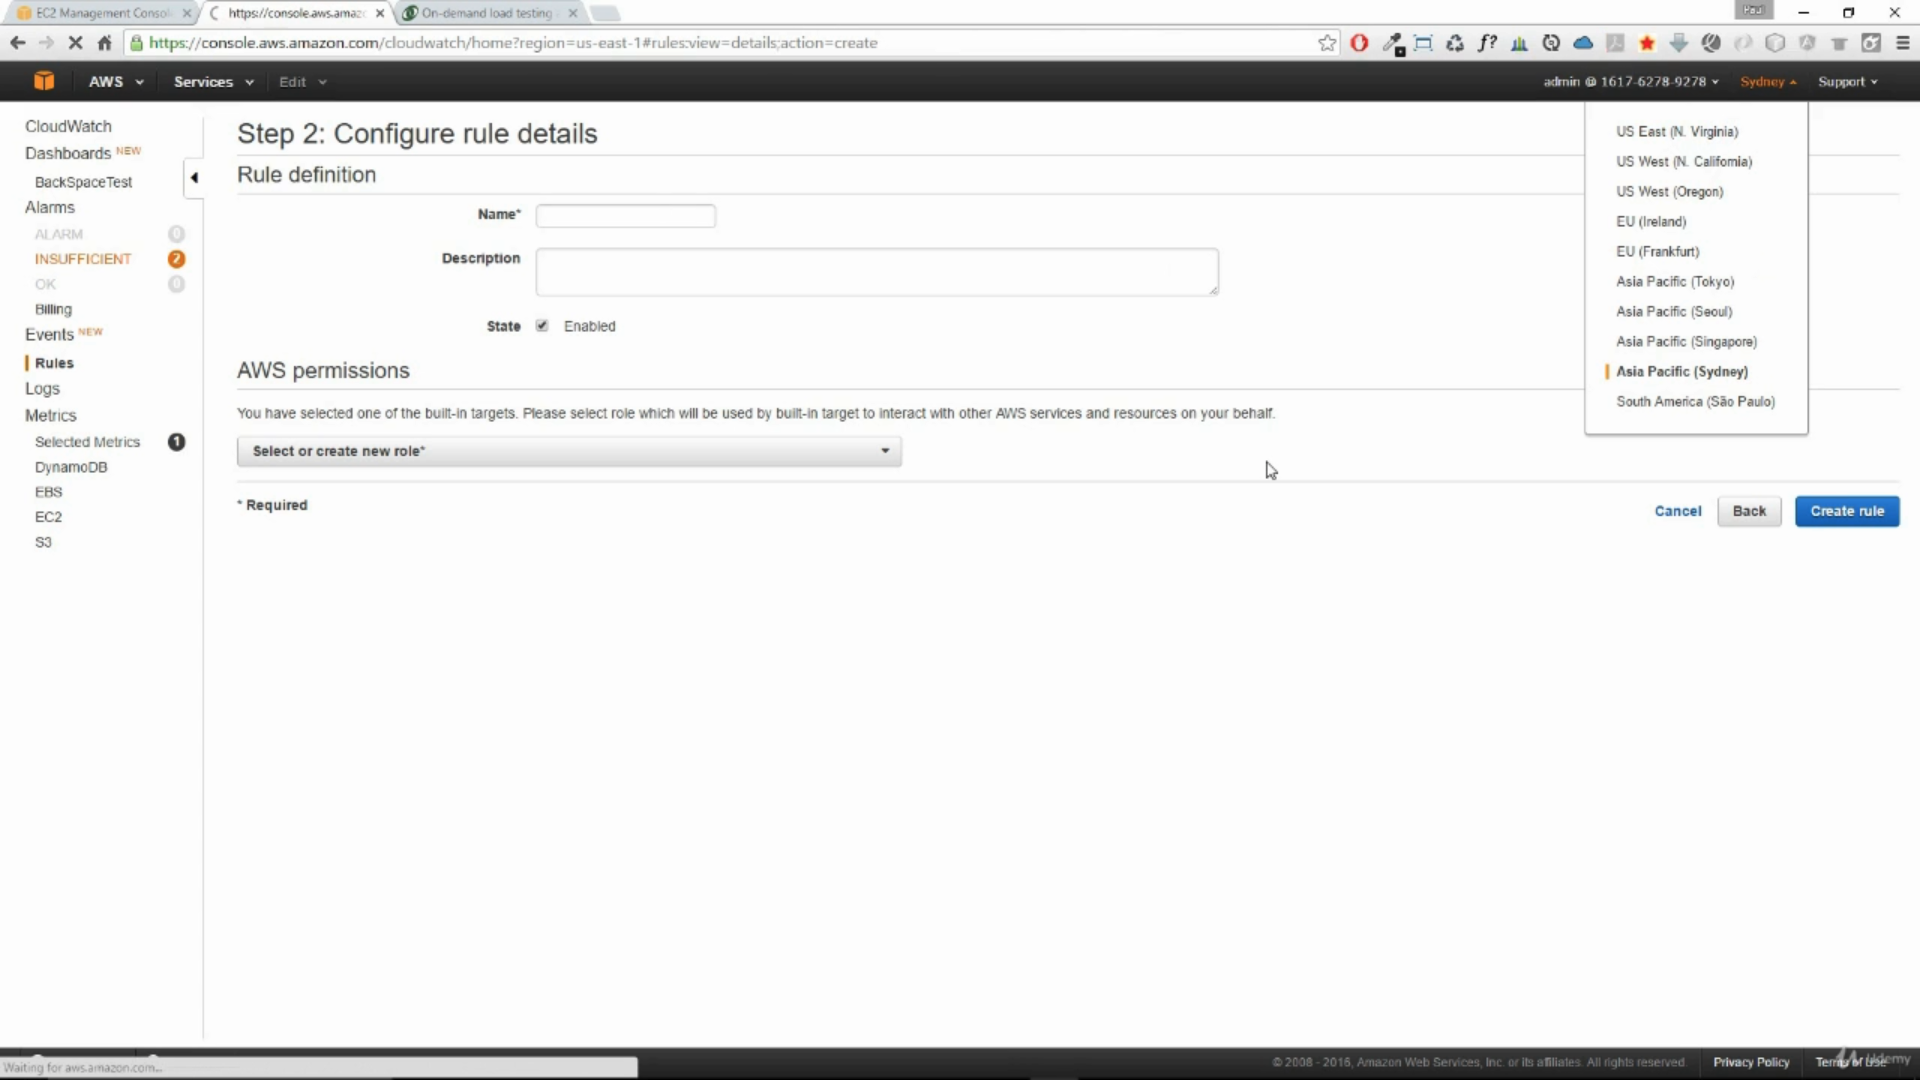 EC2 Management Consol
https://console.aws.amaz
On-demand load testing
Paul
https://console.aws.amazon.com/cloudwatch/home?region=us-east-1#rules:view=details;action=create
AWS Services Edit
admin @ 1617-6278-9278 Sydney Support
CloudWatch
Dashboards NEW
BackSpaceTest
Alarms
ALARM 0
INSUFFICIENT 2
OK 0
Billing
Events NEW
Rules
Logs
Metrics
Selected Metrics 1
DynamoDB
EBS
EC2
S3
Step 2: Configure rule details
Rule definition
Name*
Description
State Enabled
AWS permissions
You have selected one of the built-in targets. Please select role which will be used by built-in target to interact with other AWS services and resources on your behalf.
Select or create new role*
* Required
Cancel Back Create rule
US East (N. Virginia)
US West (N. California)
US West (Oregon)
EU (Ireland)
EU (Frankfurt)
Asia Pacific (Tokyo)
Asia Pacific (Seoul)
Asia Pacific (Singapore)
Asia Pacific (Sydney)
South America (São Paulo)
Waiting for aws.amazon.com...
© 2008 - 2016, Amazon Web Services, Inc. or its affiliates. All rights reserved. Privacy Policy Terms of Use
Udemy